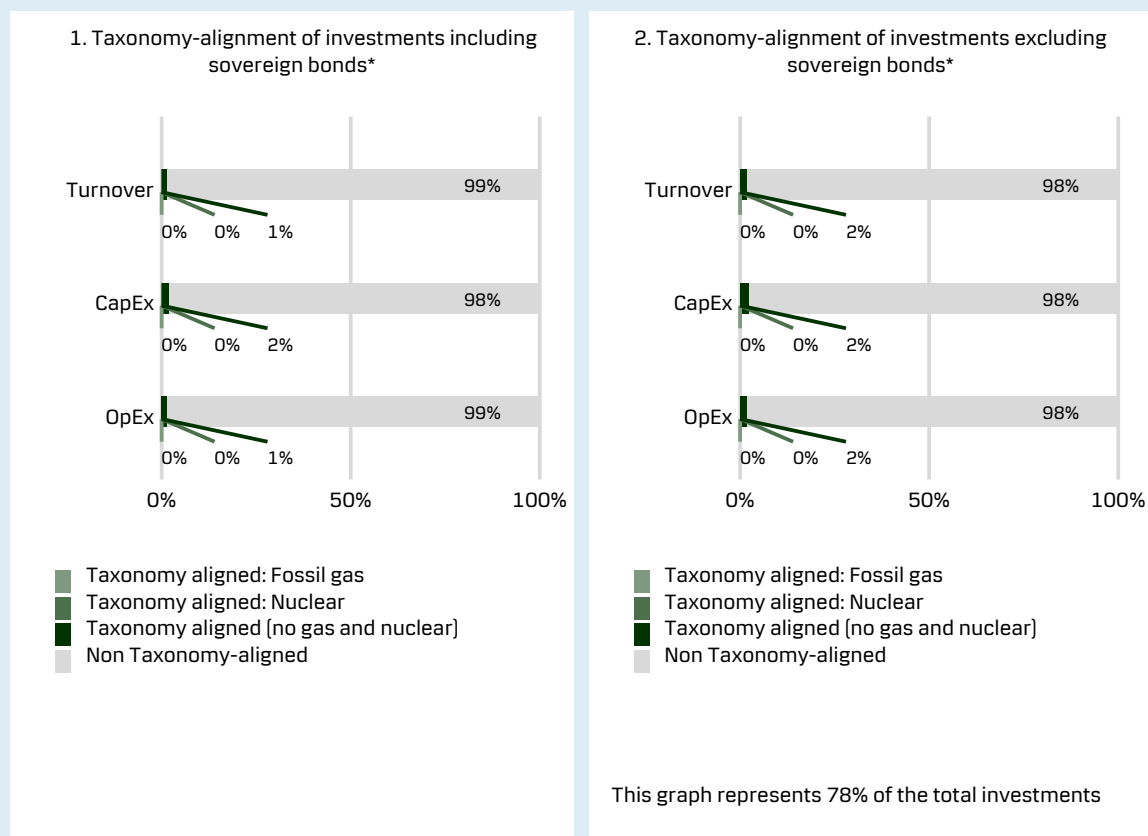 1. Taxonomy-alignment of investments including
sovereign bonds*
Turnover
99%
0% 0% 1%
CapEx
98%
0% 0% 2%
OpEx
99%
0% 0% 1%
0% 50% 100%
Taxonomy aligned: Fossil gas
Taxonomy aligned: Nuclear
Taxonomy aligned (no gas and nuclear)
Non Taxonomy-aligned
2. Taxonomy-alignment of investments excluding
sovereign bonds*
Turnover
98%
0% 0% 2%
CapEx
98%
0% 0% 2%
OpEx
98%
0% 0% 2%
0% 50% 100%
Taxonomy aligned: Fossil gas
Taxonomy aligned: Nuclear
Taxonomy aligned (no gas and nuclear)
Non Taxonomy-aligned
This graph represents 78% of the total investments